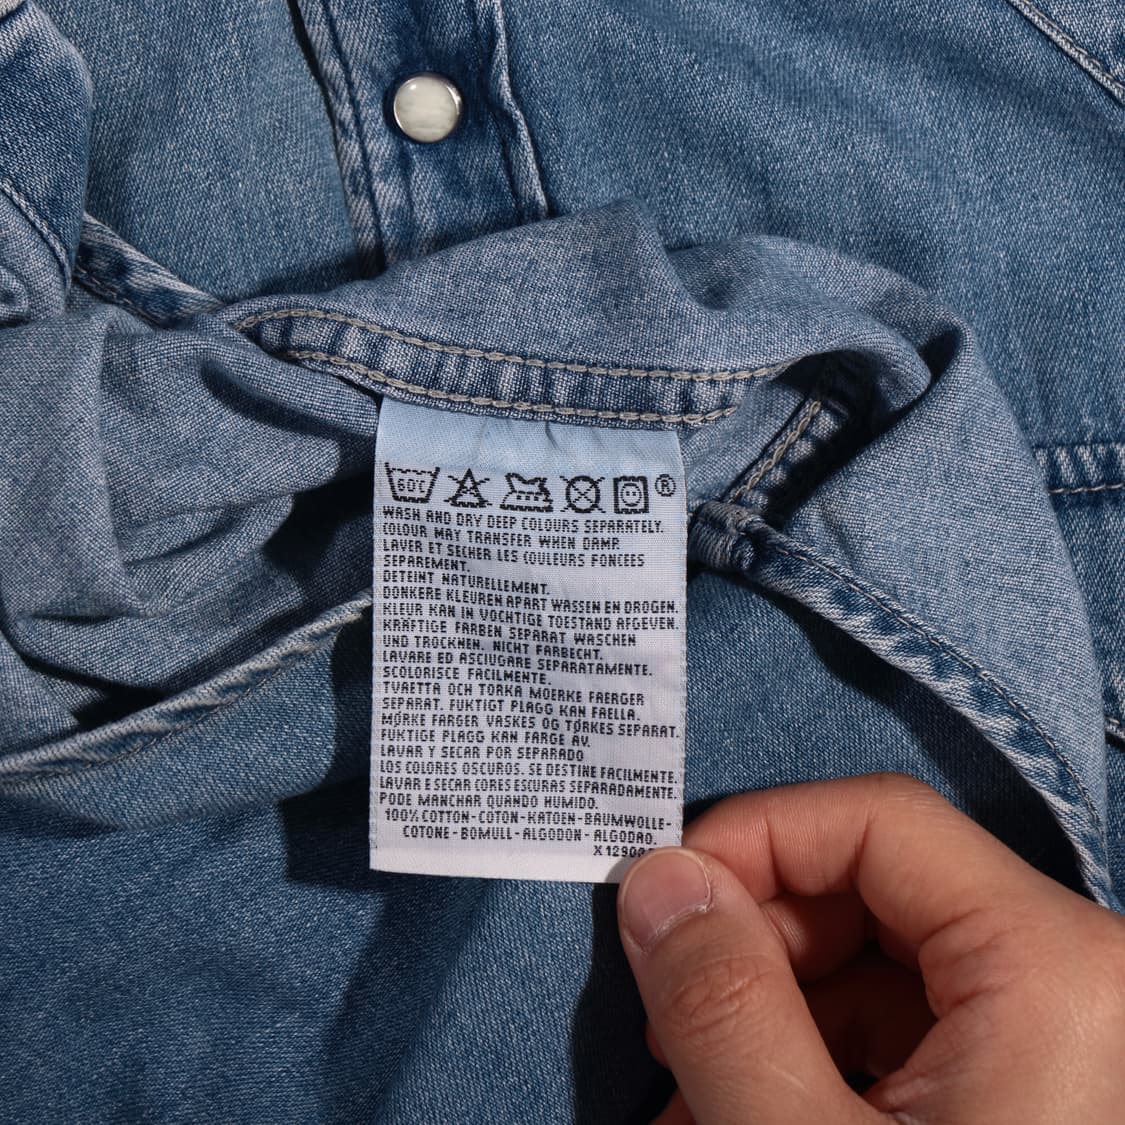 60C ®
WASH AND DRY DEEP COLOURS SEPARATELY.
COLOUR MAY TRANSFER WHEN DAMP.
LAVER ET SECHER LES COULEURS FONCEES
SEPAREMENT.
DETEINT NATURELLEMENT.
DONKERE KLEUREN APART WASSEN EN DROGEN.
KLEUR KAN IN VOCHTIGE TOESTAND AFGEVEN.
KRÄFTIGE FARBEN SEPARAT WASCHEN
UND TROCKNEN. NICHT FARBECHT.
LAVARE ED ASCIUGARE SEPARATAMENTE.
SCOLORISCE FACILMENTE.
TVAETTA OCH TORKA MOERKE FAERGER
SEPARAT. FUKTIGT PLAGG KAN FAELLA.
MØRKE FARGER VASKES OG TØRKES SEPARAT.
FUKTIGE PLAGG KAN FARGE AV.
LAVAR Y SECAR POR SEPARADO
LOS COLORES OSCUROS. SE DESTINE FACILMENTE.
LAVAR E SECAR CORES ESCURAS SEPARADAMENTE.
PODE MANCHAR QUANDO HUMIDO.
100% COTTON - COTON - KATOEN - BAUMWOLLE -
COTONE - BOMULL - ALGODON - ALGODAO.